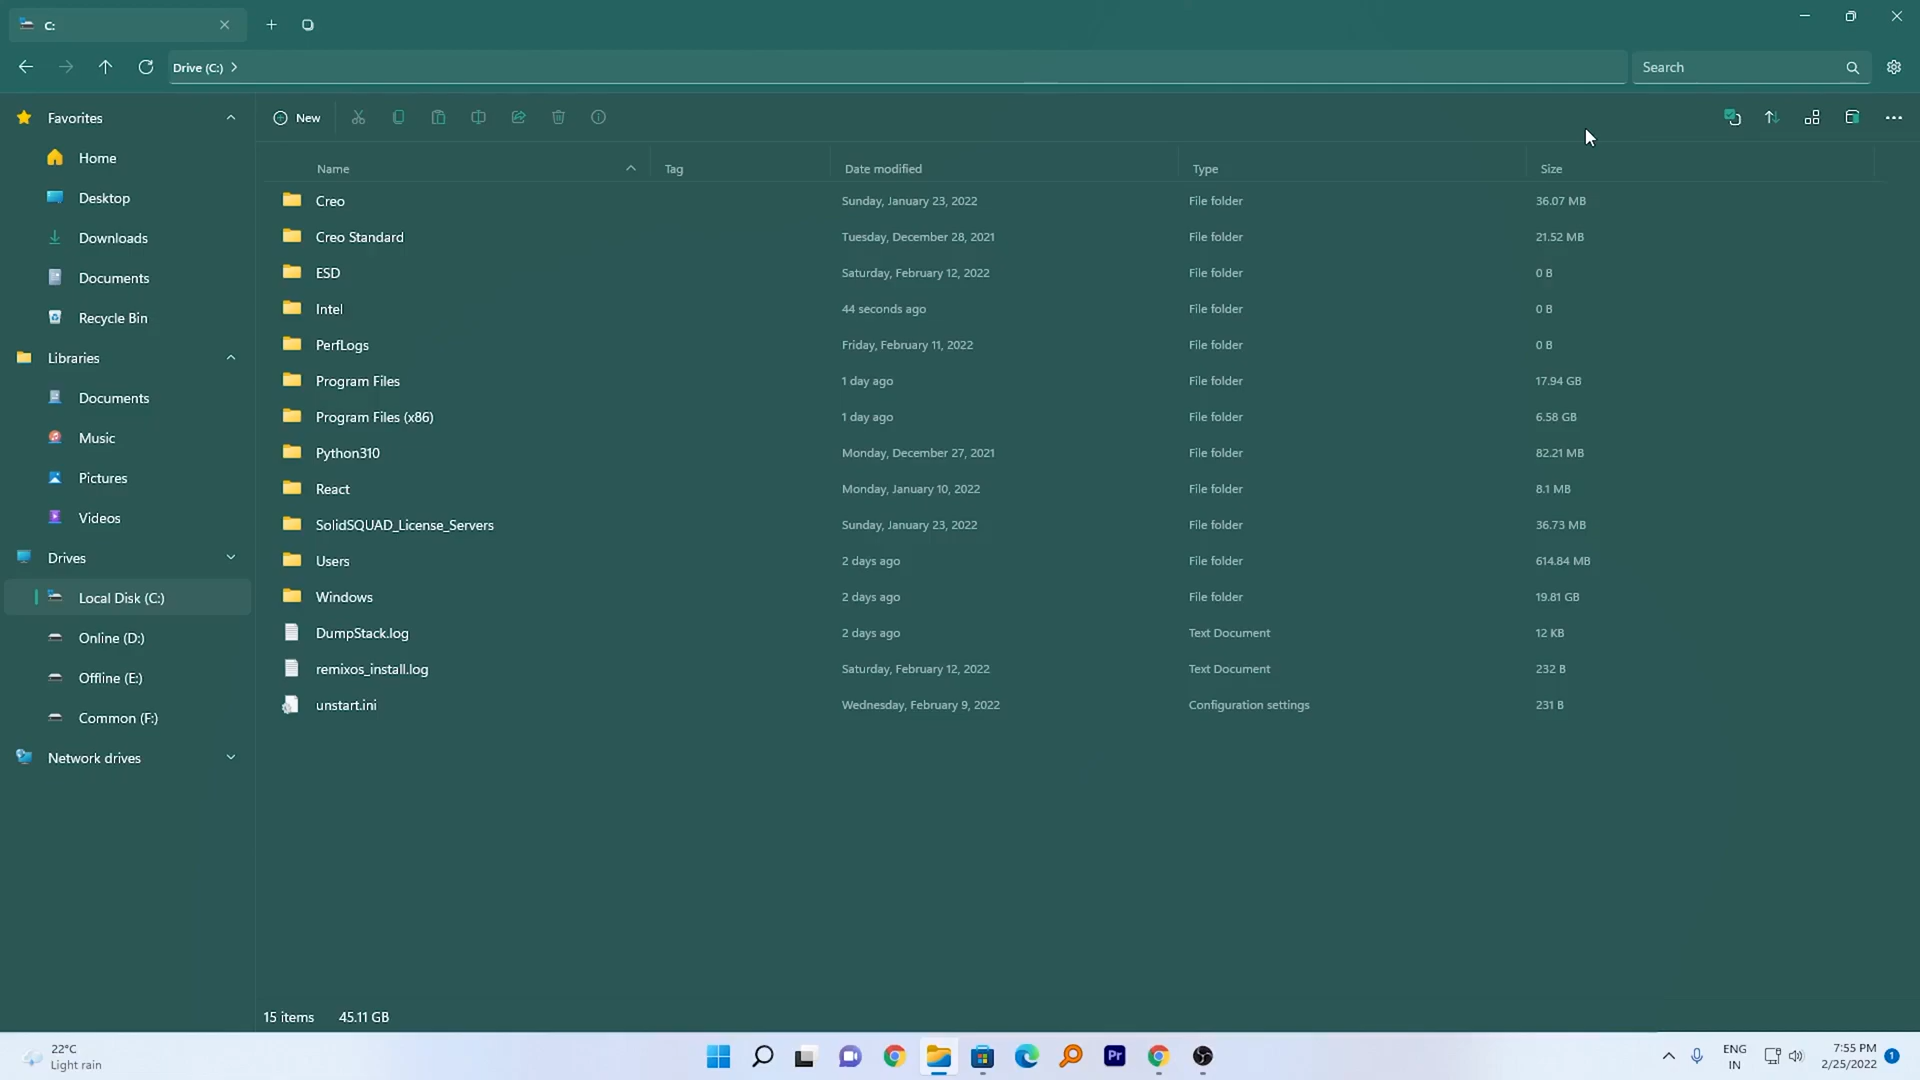 C:
Drive (C:)
Search
Favorites
New
Home
Desktop
Downloads
Documents
Recycle Bin
Libraries
Documents
Music
Pictures
Videos
Drives
Local Disk (C:)
Online (D:)
Offline (E:)
Common (F:)
Network drives
Name Tag Date modified Type Size
Creo Sunday, January 23, 2022 File folder 36.07 MB
Creo Standard Tuesday, December 28, 2021 File folder 21.52 MB
ESD Saturday, February 12, 2022 File folder 0 B
Intel 44 seconds ago File folder 0 B
PerfLogs Friday, February 11, 2022 File folder 0 B
Program Files 1 day ago File folder 17.94 GB
Program Files (x86) 1 day ago File folder 6.58 GB
Python310 Monday, December 27, 2021 File folder 82.21 MB
React Monday, January 10, 2022 File folder 8.1 MB
SolidSQUAD_License_Servers Sunday, January 23, 2022 File folder 36.73 MB
Users 2 days ago File folder 614.84 MB
Windows 2 days ago File folder 19.81 GB
DumpStack.log 2 days ago Text Document 12 KB
remixos_install.log Saturday, February 12, 2022 Text Document 232 B
unstart.ini Wednesday, February 9, 2022 Configuration settings 231 B
15 items 45.11 GB
22°C
Light rain
Pr
ENG
IN
7:55 PM
2/25/2022
1